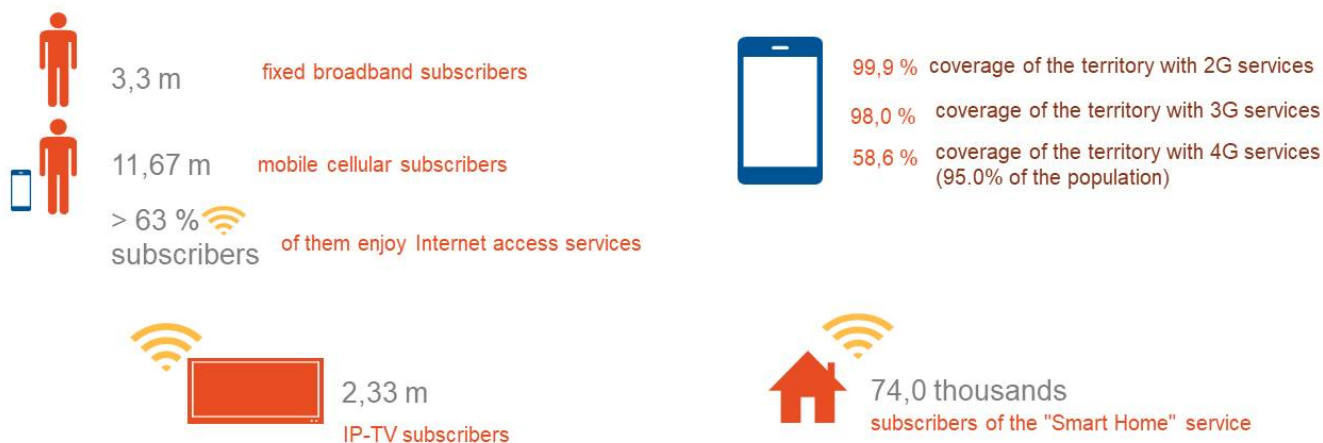 3,3 m
fixed broadband subscribers
11,67 m
mobile cellular subscribers
> 63 %
subscribers
of them enjoy Internet access services
99,9 %
coverage of the territory with 2G services
98,0 %
coverage of the territory with 3G services
58,6 %
coverage of the territory with 4G services
(95.0% of the population)
2,33 m
IP-TV subscribers
74,0 thousands
subscribers of the "Smart Home" service